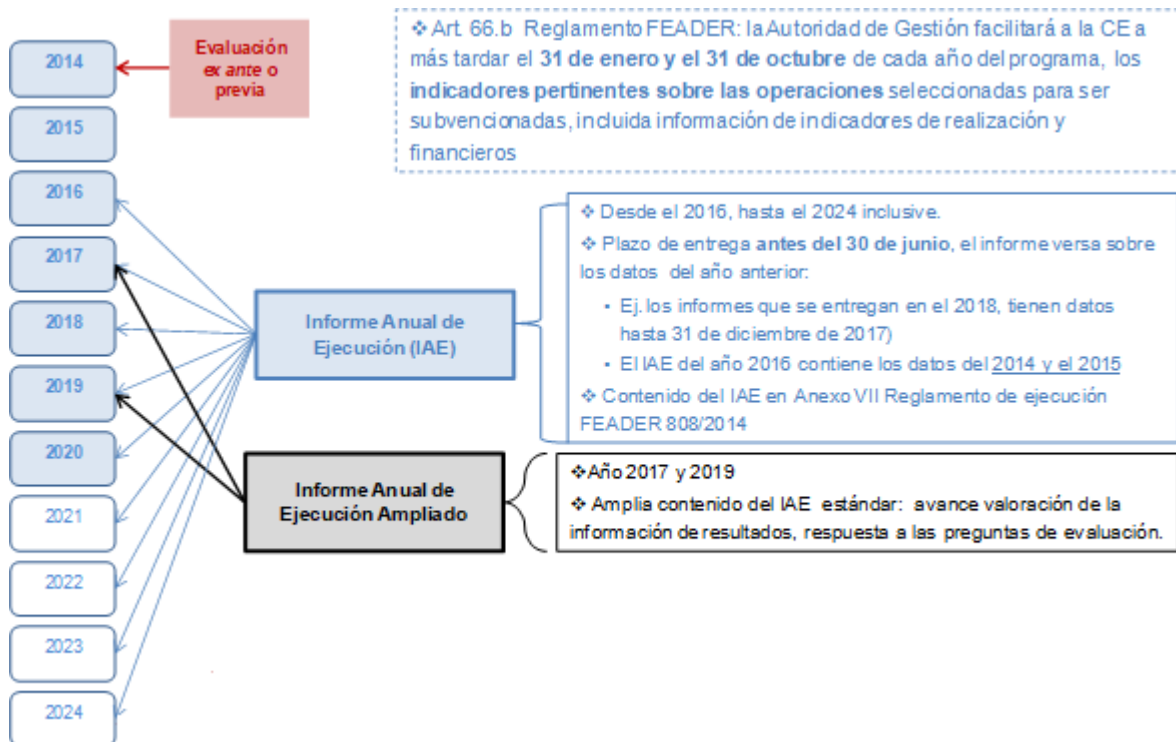 2014
2015
2016
2017
2018
2019
2020
2021
2022
2023
2024
Evaluación
ex ante o
previa
❖ Art. 66.b Reglamento FEADER: la Autoridad de Gestión facilitará a la CE a
más tardar el 31 de enero y el 31 de octubre de cada año del programa, los
indicadores pertinentes sobre las operaciones seleccionadas para ser
subvencionadas, incluida información de indicadores de realización y
financieros
Informe Anual de
Ejecución (IAE)
❖ Desde el 2016, hasta el 2024 inclusive.
❖ Plazo de entrega antes del 30 de junio, el informe versa sobre
los datos del año anterior:
▪ Ej. los informes que se entregan en el 2018, tienen datos
hasta 31 de diciembre de 2017)
▪ El IAE del año 2016 contiene los datos del 2014 y el 2015
❖ Contenido del IAE en Anexo VII Reglamento de ejecución
FEADER 808/2014
Informe Anual de
Ejecución Ampliado
❖Año 2017 y 2019
❖ Amplia contenido del IAE estándar: avance valoración de la
información de resultados, respuesta a las preguntas de evaluación.